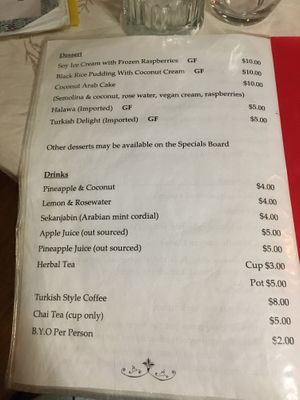 Dessert
Soy Ice Cream with Frozen Raspberries GF $10.00
Black Rice Pudding With Coconut Cream GF $10.00
Coconut Arab Cake $10.00
(Semolina & coconut, rose water, vegan cream, raspberries)
Halawa (Imported) GF $5.00
Turkish Delight (Imported) GF $5.00
Other desserts may be available on the Specials Board
Drinks
Pineapple & Coconut $4.00
Lemon & Rosewater $4.00
Sekanjabin (Arabian mint cordial) $4.00
Apple Juice (out sourced) $5.00
Pineapple Juice (out sourced) $5.00
Herbal Tea Cup $3.00
Pot $5.00
Turkish Style Coffee $8.00
Chai Tea (cup only) $5.00
B.Y.O Per Person $2.00